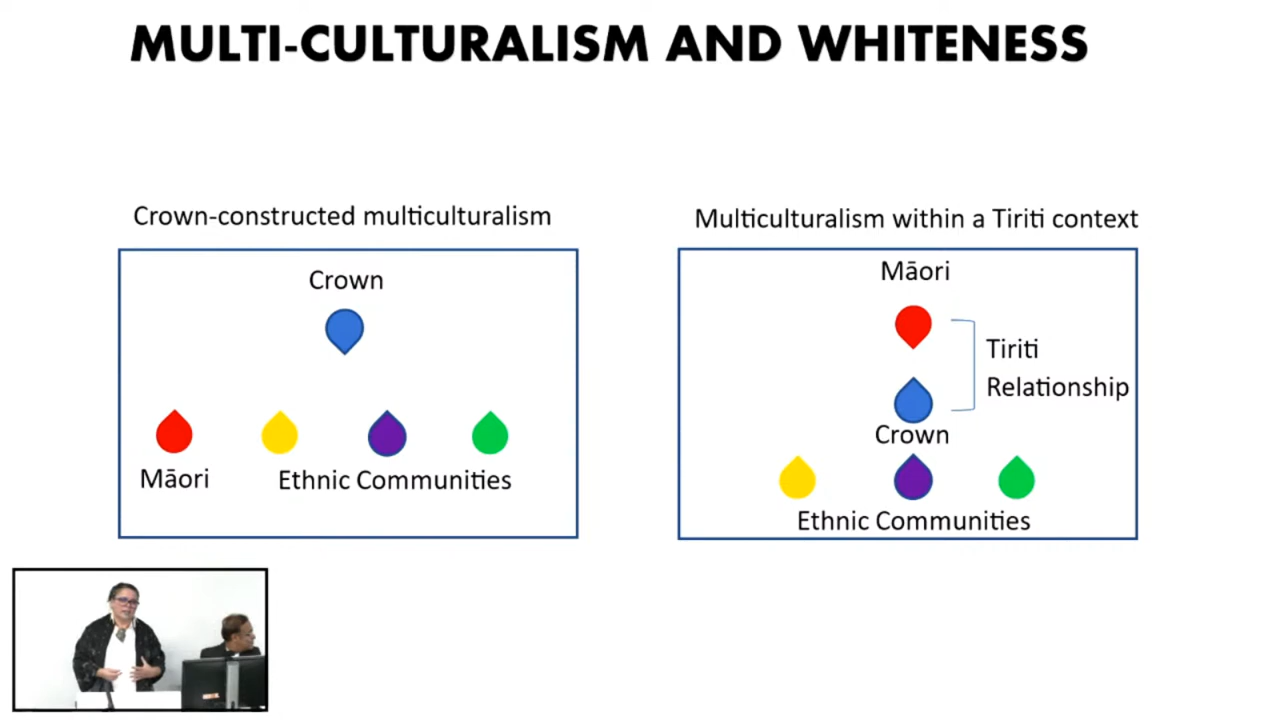 MULTI-CULTURALISM AND WHITENESS
Crown-constructed multiculturalism
Crown
Māori
Ethnic Communities
Multiculturalism within a Tiriti context
Māori
Tiriti
Relationship
Crown
Ethnic Communities